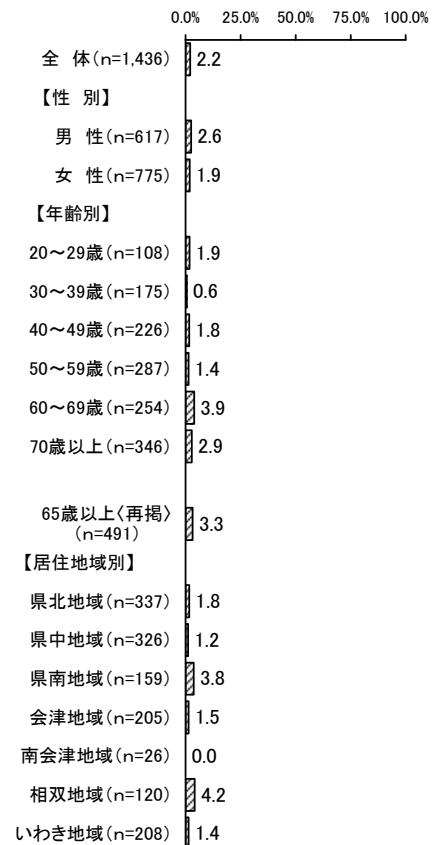 0.0% 25.0% 50.0% 75.0% 100.0%
全 体(n=1,436) 2.2
【性 別】
男 性(n=617) 2.6
女 性(n=775) 1.9
【年齢別】
20～29歳(n=108) 1.9
30～39歳(n=175) 0.6
40～49歳(n=226) 1.8
50～59歳(n=287) 1.4
60～69歳(n=254) 3.9
70歳以上(n=346) 2.9
65歳以上〈再掲〉
(n=491) 3.3
【居住地域別】
県北地域(n=337) 1.8
県中地域(n=326) 1.2
県南地域(n=159) 3.8
会津地域(n=205) 1.5
南会津地域(n=26) 0.0
相双地域(n=120) 4.2
いわき地域(n=208) 1.4